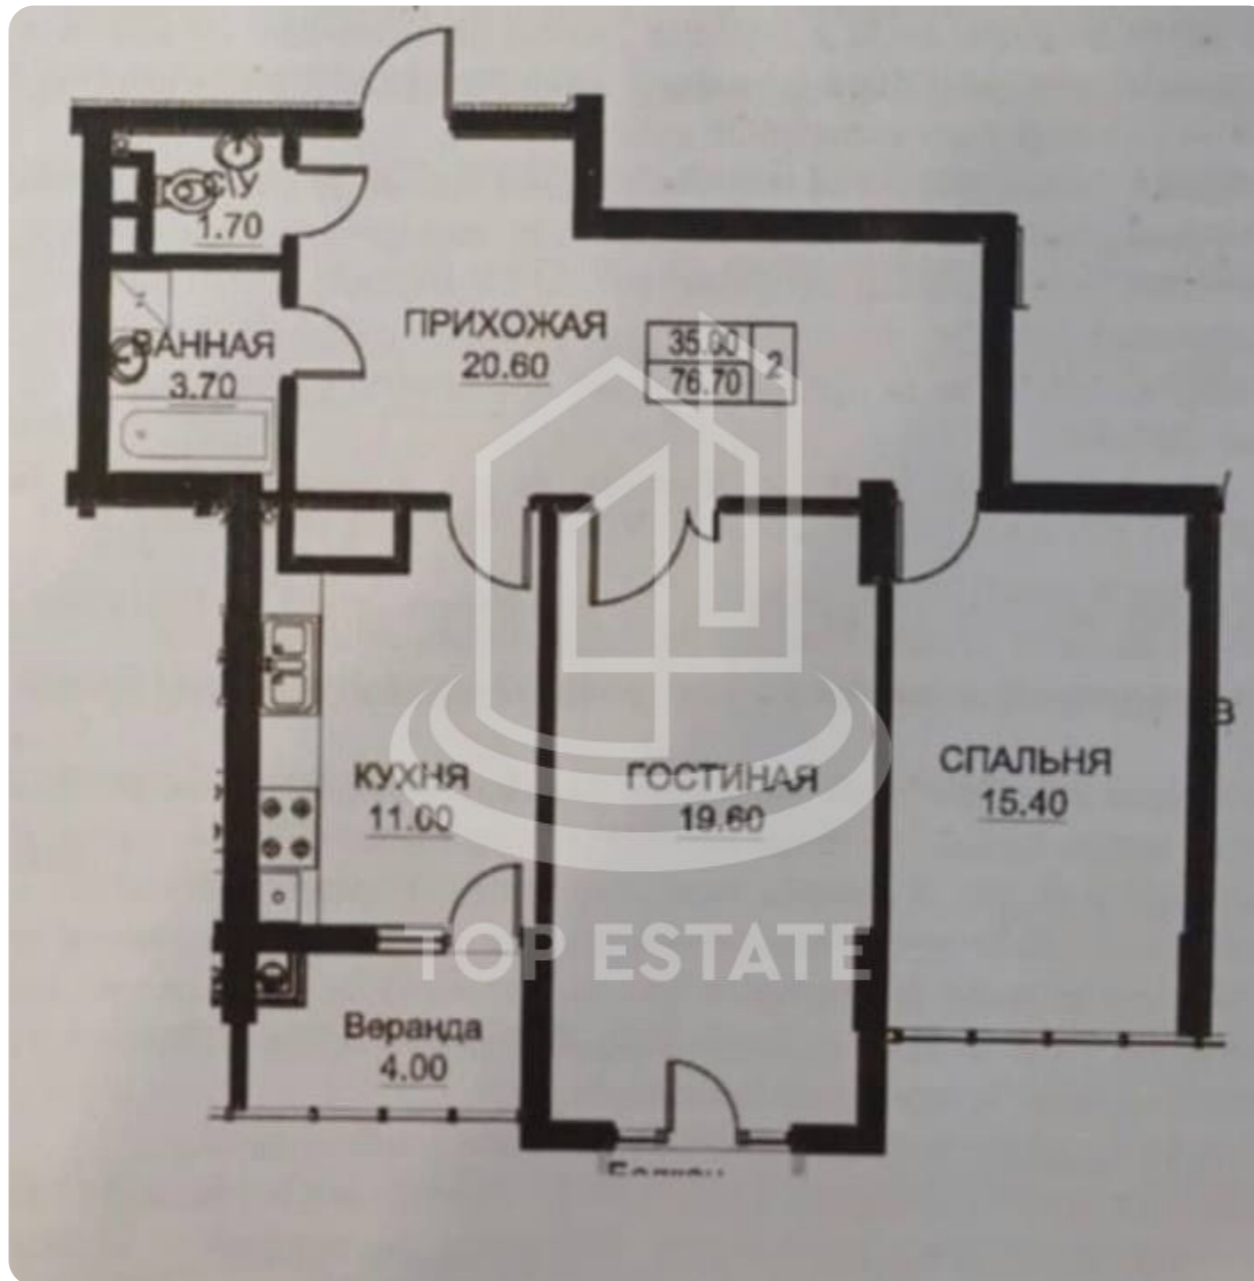 С\У
1.70
ПРИХОЖАЯ
20.60
35.00
76.70
2
ВАННАЯ
3.70
КУХНЯ
11.00
ГОСТИНАЯ
19.60
СПАЛЬНЯ
15.40
В
TOP ESTATE
Веранда
4.00